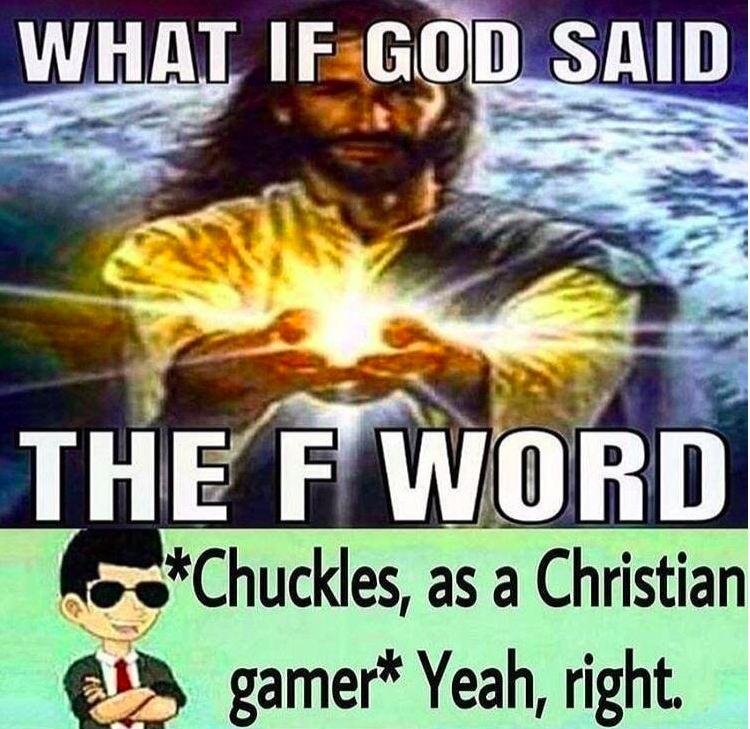 WHAT IF GOD SAID
THE F WORD
*Chuckles, as a Christian
gamer* Yeah, right.